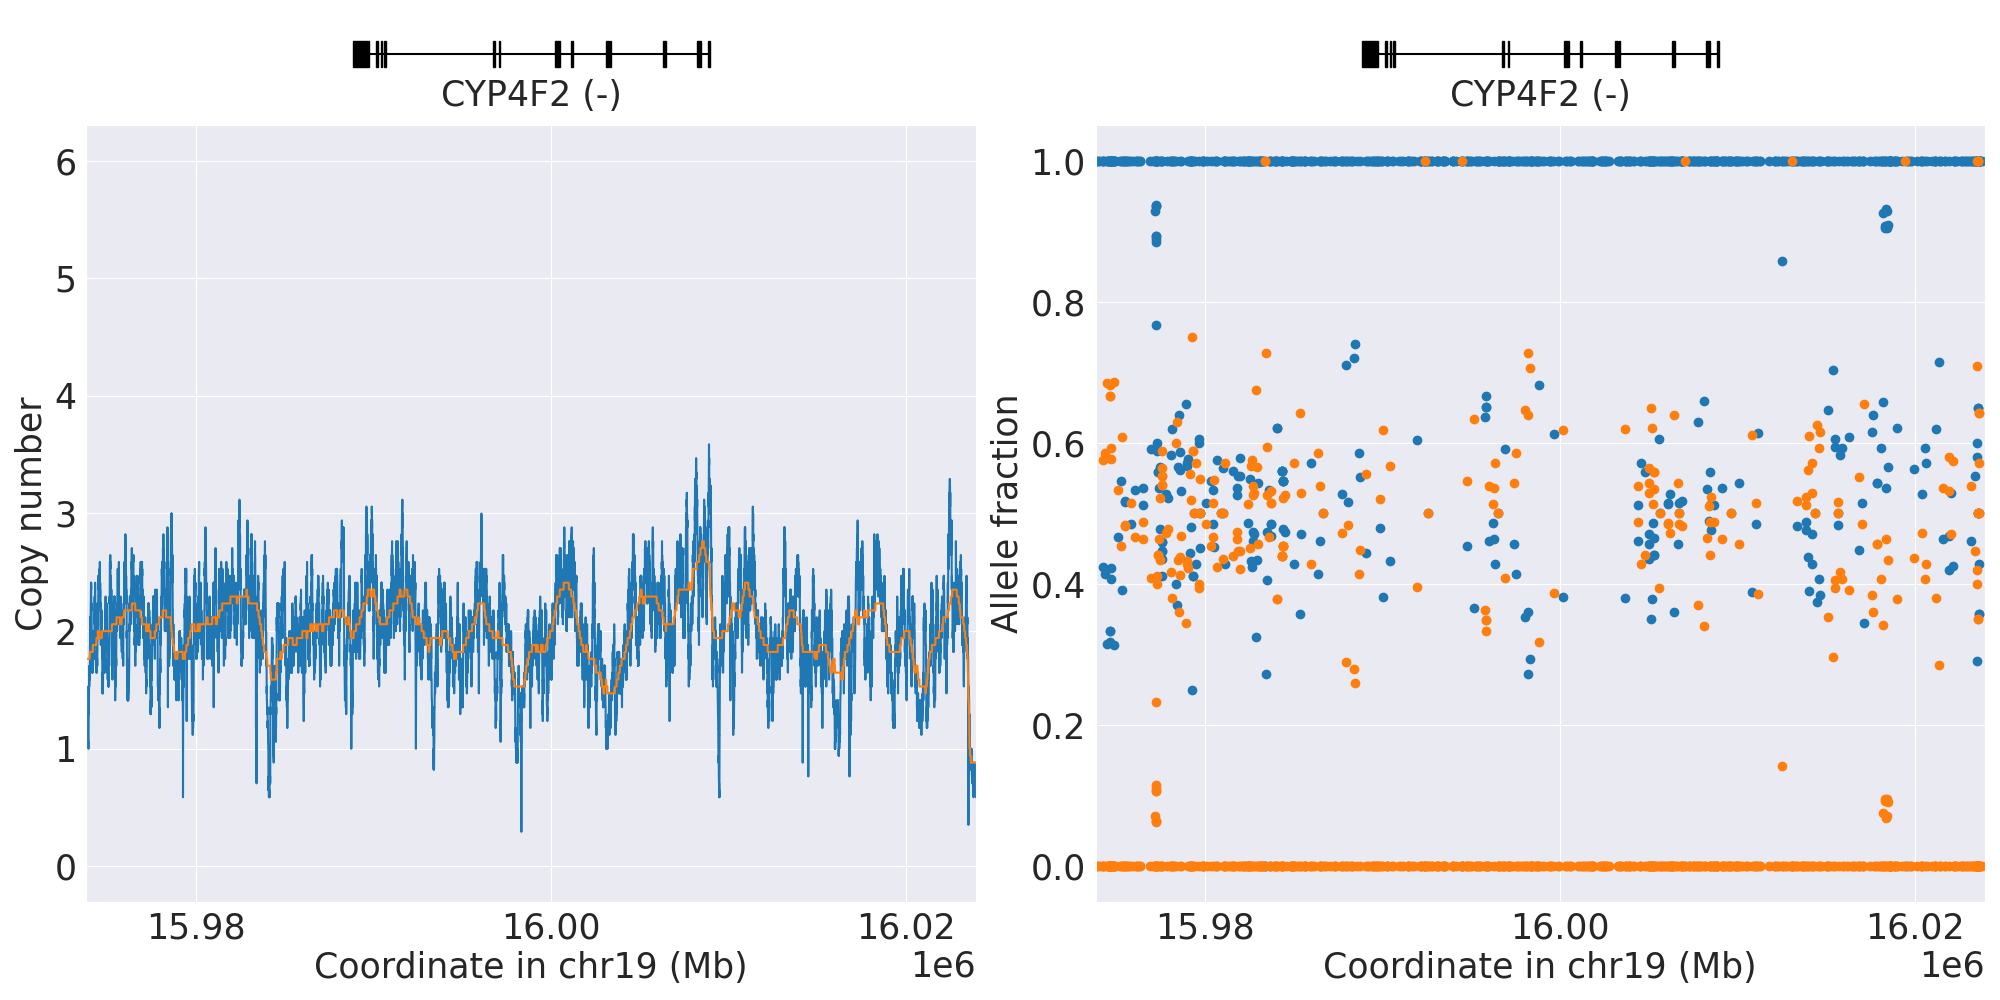 CYP4F2 (-)
6
5
4
3
2
1
0
Copy number
15.98
16.00
16.02
Coordinate in chr19 (Mb)
1e6
CYP4F2 (-)
1.0
0.8
0.6
0.4
0.2
0.0
Allele fraction
15.98
16.00
16.02
Coordinate in chr19 (Mb)
1e6